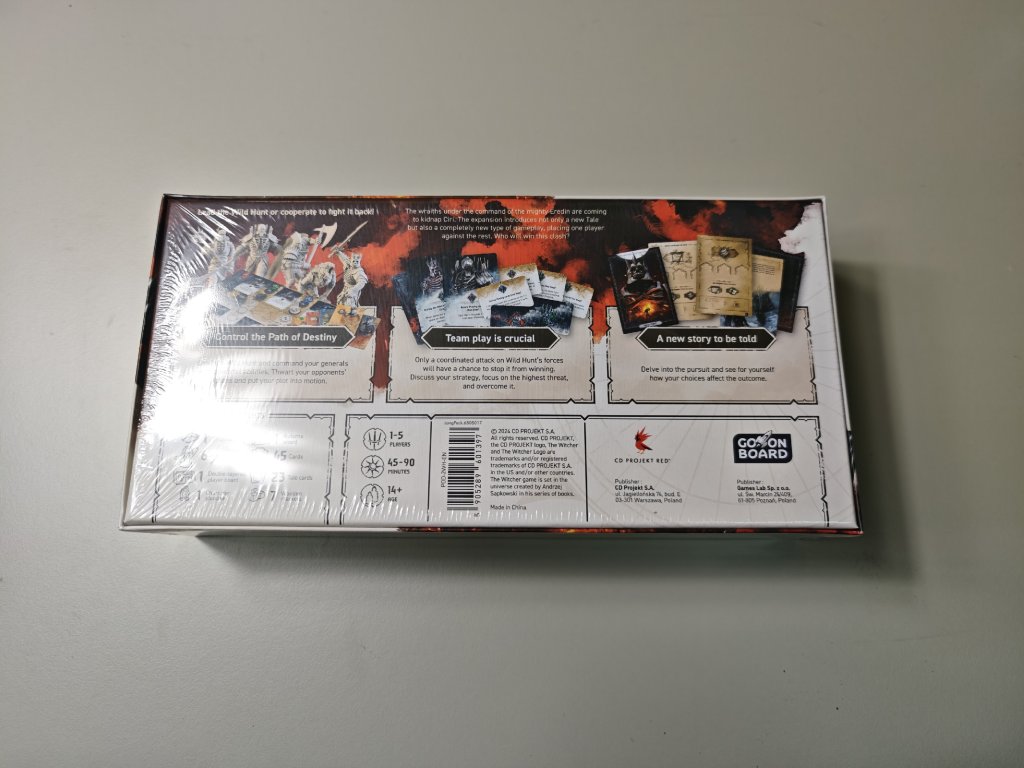 Lead the Wild Hunt or cooperate to fight it back!
The wraiths under the command of the mighty Eredin are coming
to kidnap Ciri. The expansion introduces not only a new Tale
but also a completely new type of gameplay, placing one player
against the rest. Who will win this clash?
Control the Path of Destiny
and command your generals
Thwart your opponents'
and put your plot into motion.
Team play is crucial
Only a coordinated attack on Wild Hunt's forces
will have a chance to stop it from winning.
Discuss your strategy, focus on the highest threat,
and overcome it.
A new story to be told
Delve into the pursuit and see for yourself
how your choices affect the outcome.
45 Cards
1
player board
23 Tale cards
7
1-5
PLAYERS
45-90
MINUTES
14+
AGE
5905289601397
© 2024 CD PROJEKT S.A.
All rights reserved. CD PROJEKT,
the CD PROJEKT logo, The Witcher
and The Witcher Logo are
trademarks and/or registered
trademarks of CD PROJEKT S.A.
in the US and/or other countries.
The Witcher game is set in the
universe created by Andrzej
Sapkowski in his series of books.
Made in China
CD PROJEKT RED
Publisher:
CD Projekt S.A.
ul. Jagiellońska 74, bud. E
03-301 Warszawa, Poland
GO ON
BOARD
Publisher:
Games Lab Sp. z o.o.
ul. Św. Marcin 29/409,
61-806 Poznań, Poland